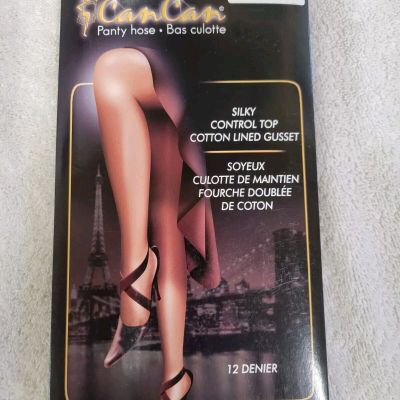 CanCan®
Panty hose • Bas culotte
SILKY
CONTROL TOP
COTTON LINED GUSSET
SOYEUX
CULOTTE DE MAINTIEN
FOURCHE DOUBLÉE
DE COTON
12 DENIER